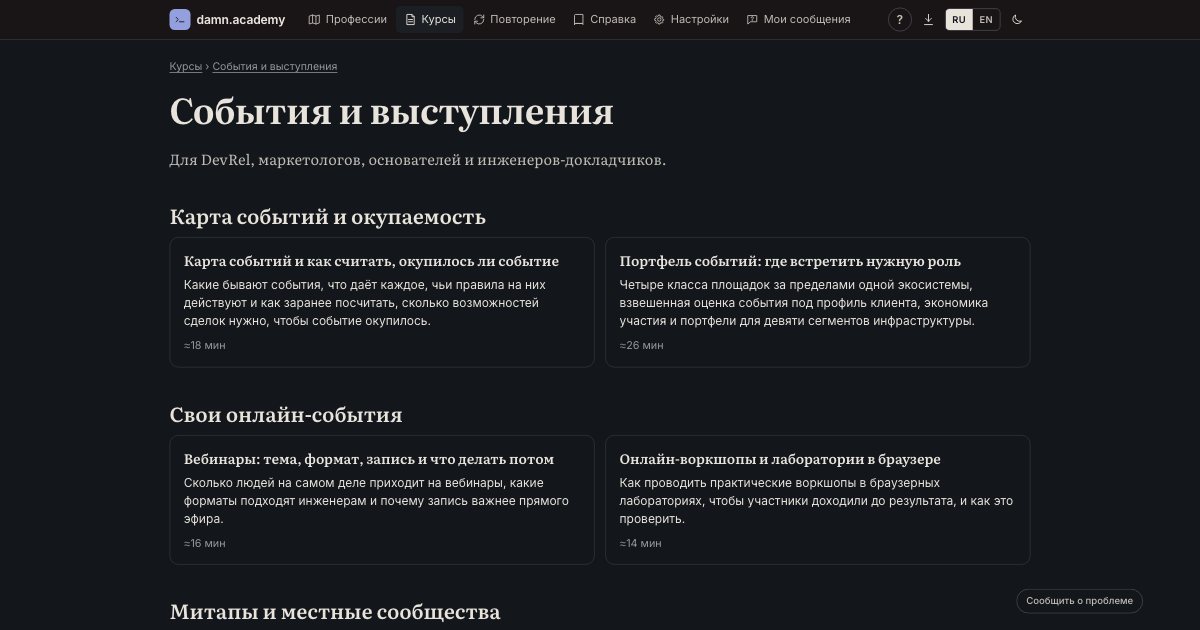 damn.academy Профессии Курсы Повторение Справка Настройки Мои сообщения ? RU EN
Курсы › События и выступления
События и выступления
Для DevRel, маркетологов, основателей и инженеров-докладчиков.
Карта событий и окупаемость
Карта событий и как считать, окупилось ли событие
Какие бывают события, что даёт каждое, чьи правила на них
действуют и как заранее посчитать, сколько возможностей
сделок нужно, чтобы событие окупилось.
≈18 мин
Портфель событий: где встретить нужную роль
Четыре класса площадок за пределами одной экосистемы,
взвешенная оценка события под профиль клиента, экономика
участия и портфели для девяти сегментов инфраструктуры.
≈26 мин
Свои онлайн-события
Вебинары: тема, формат, запись и что делать потом
Сколько людей на самом деле приходит на вебинары, какие
форматы подходят инженерам и почему запись важнее прямого
эфира.
≈16 мин
Онлайн-воркшопы и лаборатории в браузере
Как проводить практические воркшопы в браузерных
лабораториях, чтобы участники доходили до результата, и как это
проверить.
≈14 мин
Митапы и местные сообщества
Сообщить о проблеме